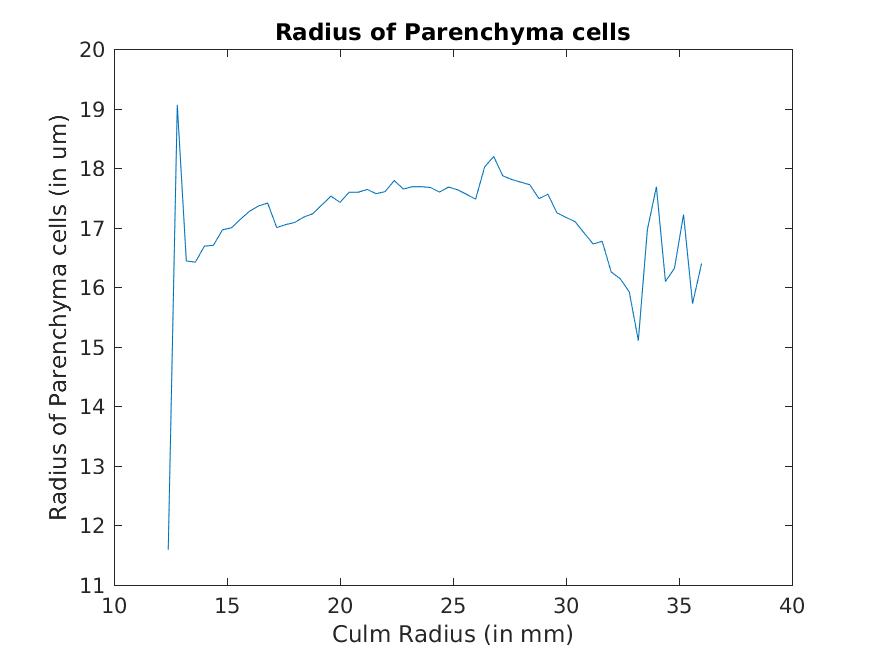 Radius of Parenchyma cells
20
19
18
17
16
15
14
13
12
11
Radius of Parenchyma cells (in um)
10 15 20 25 30 35 40
Culm Radius (in mm)